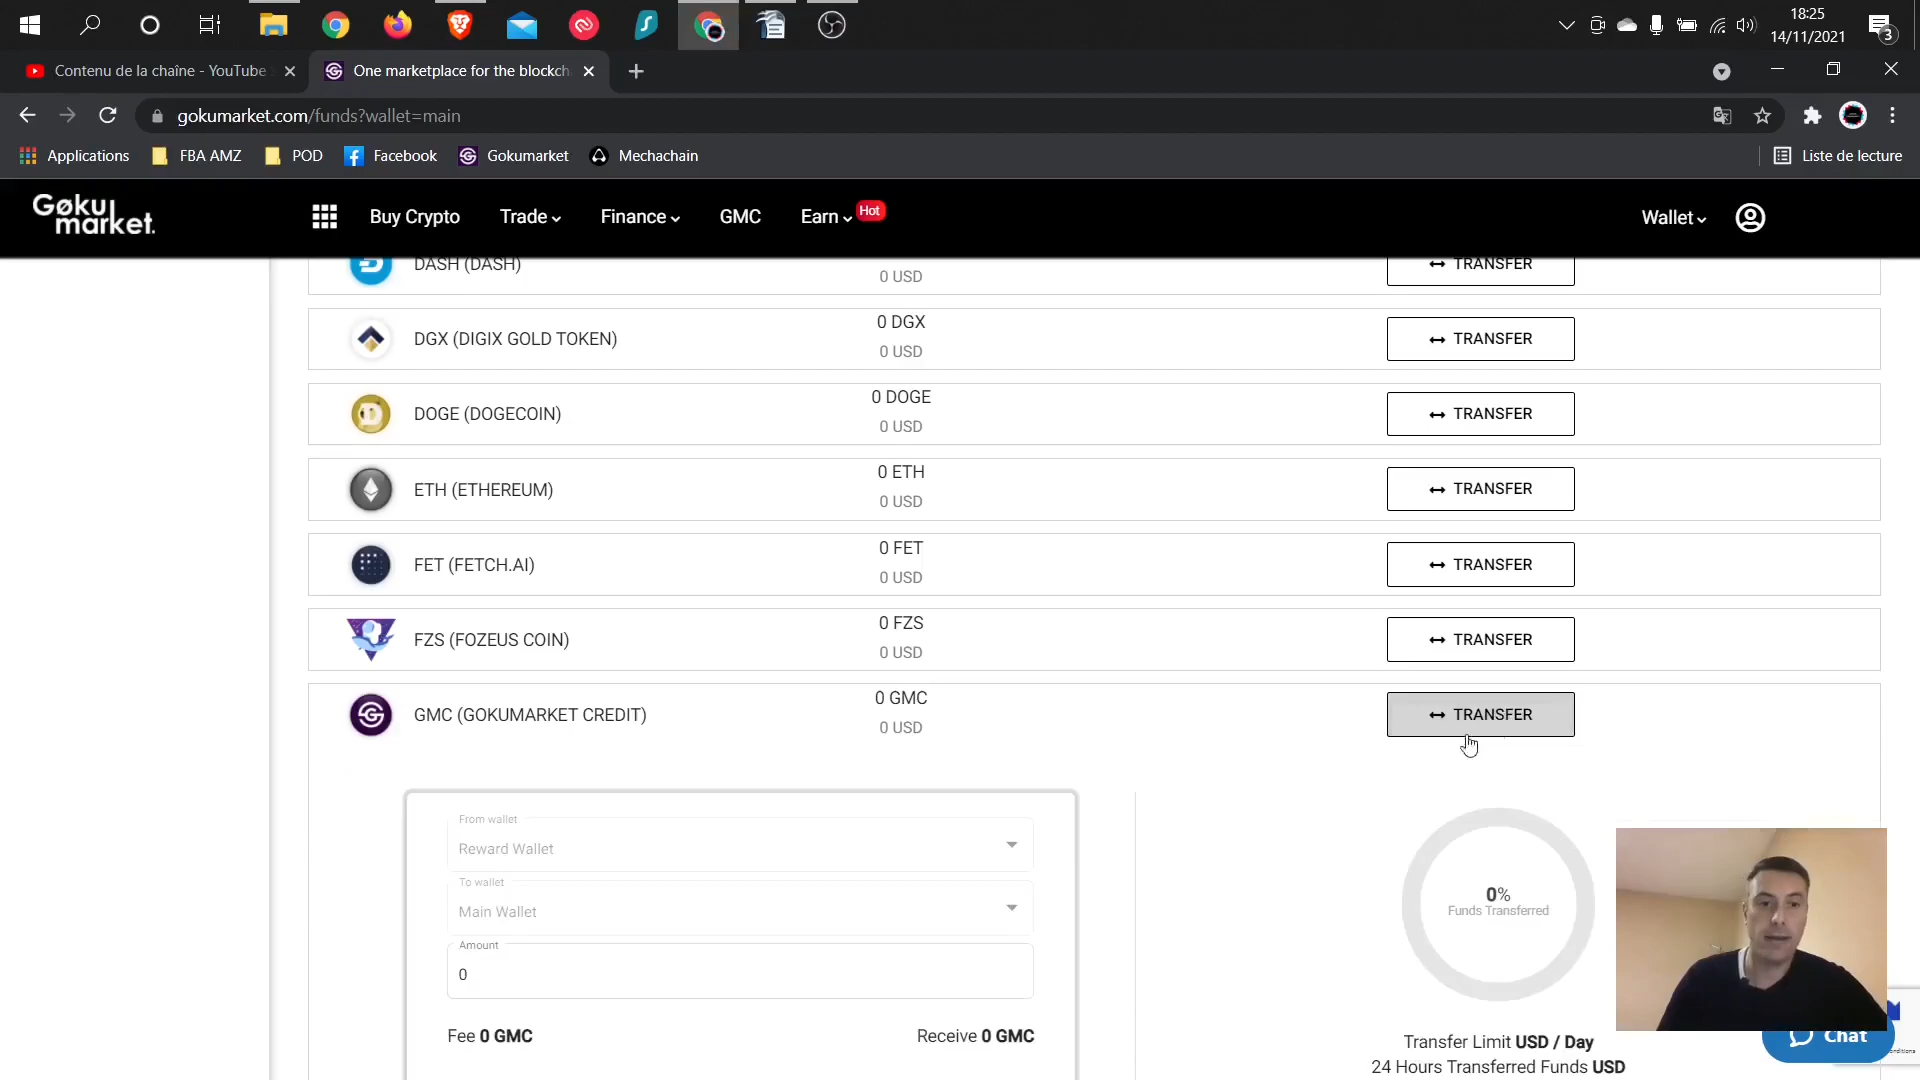 18:25
14/11/2021
3
Contenu de la chaîne - YouTube
One marketplace for the blockch
gokumarket.com/funds?wallet=main
Applications
FBA AMZ
POD
Facebook
Gokumarket
Mechachain
Liste de lecture
Gøku market.
Buy Crypto
Trade
Finance
GMC
Earn
Hot
Wallet
DASH (DASH)
0 USD
TRANSFER
DGX (DIGIX GOLD TOKEN)
0 DGX
0 USD
TRANSFER
DOGE (DOGECOIN)
0 DOGE
0 USD
TRANSFER
ETH (ETHEREUM)
0 ETH
0 USD
TRANSFER
FET (FETCH.AI)
0 FET
0 USD
TRANSFER
FZS (FOZEUS COIN)
0 FZS
0 USD
TRANSFER
GMC (GOKUMARKET CREDIT)
0 GMC
0 USD
TRANSFER
From wallet
Reward Wallet
To wallet
Main Wallet
Amount
0
Fee 0 GMC
Receive 0 GMC
0%
Funds Transferred
Transfer Limit USD / Day
24 Hours Transferred Funds USD
Chat